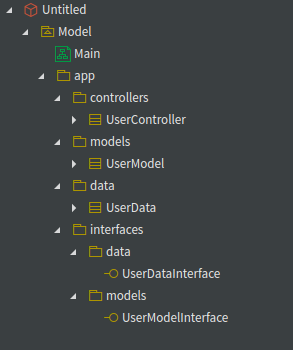 Untitled
Model
Main
app
controllers
UserController
models
UserModel
data
UserData
interfaces
data
UserDataInterface
models
UserModelInterface